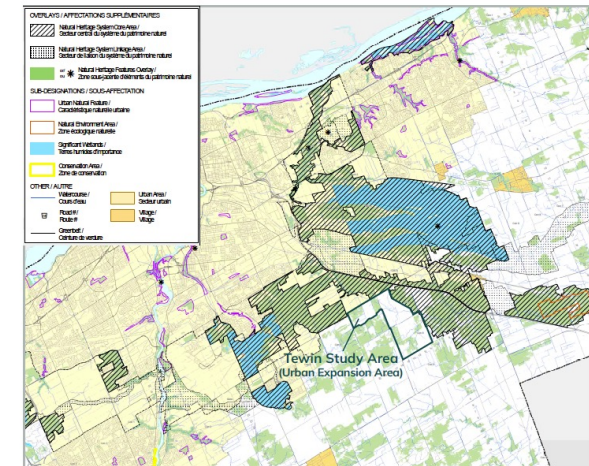 OVERLAYS / AFFECTATIONS SUPPLÉMENTAIRES
Natural Heritage System Core Area /
Secteur central du système du patrimoine naturel
Natural Heritage System Linkage Area /
Secteur de liaison du système du patrimoine naturel
Natural Heritage Features Overlay /
Zone sous-jacente d'éléments du patrimoine naturel
SUB-DESIGNATIONS / SOUS-AFFECTATION
Urban Natural Feature /
Caractéristique naturelle urbaine
Natural Environment Area /
Zone écologique naturelle
Significant Wetlands /
Terres humides d'importance
Conservation Area /
Zone de conservation
OTHER / AUTRE
Watercourse /
Cours d'eau
Road # /
Route #
Greenbelt /
Ceinture de verdure
Urban Area /
Secteur urbain
Village /
Village
Tewin Study Area
(Urban Expansion Area)